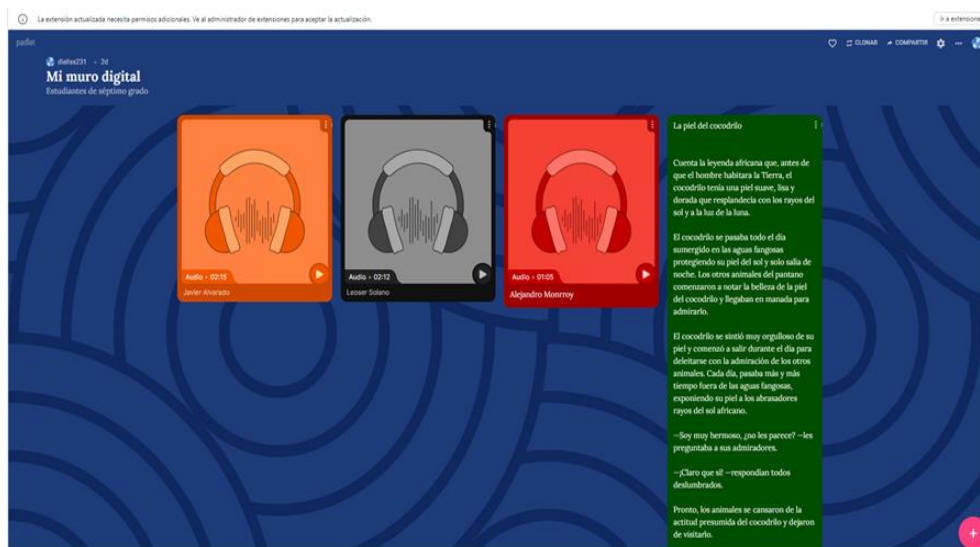 La extensión actualizada necesita permisos adicionales. Ve al administrador de extensiones para aceptar la actualización.
Ir a extensione
padlet
CLONAR
COMPARTIR
dialiss231 • 2d
Mi muro digital
Estudiantes de séptimo grado
Audio • 02:15
Javier Alvarado
Audio • 02:12
Leoser Solano
Audio • 01:05
Alejandro Monrroy
La piel del cocodrilo
Cuenta la leyenda africana que, antes de
que el hombre habitara la Tierra, el
cocodrilo tenía una piel suave, lisa y
dorada que resplandecía con los rayos del
sol y a la luz de la luna.
El cocodrilo se pasaba todo el día
sumergido en las aguas fangosas
protegiendo su piel del sol y solo salía de
noche. Los otros animales del pantano
comenzaron a notar la belleza de la piel
del cocodrilo y llegaban en manada para
admirarlo.
El cocodrilo se sintió muy orgulloso de su
piel y comenzó a salir durante el día para
deleitarse con la admiración de los otros
animales. Cada día, pasaba más y más
tiempo fuera de las aguas fangosas,
exponiendo su piel a los abrasadores
rayos del sol africano.
—Soy muy hermoso, ¿no les parece? —les
preguntaba a sus admiradores.
—¡Claro que sí! —respondían todos
deslumbrados.
Pronto, los animales se cansaron de la
actitud presumida del cocodrilo y dejaron
de visitarlo.